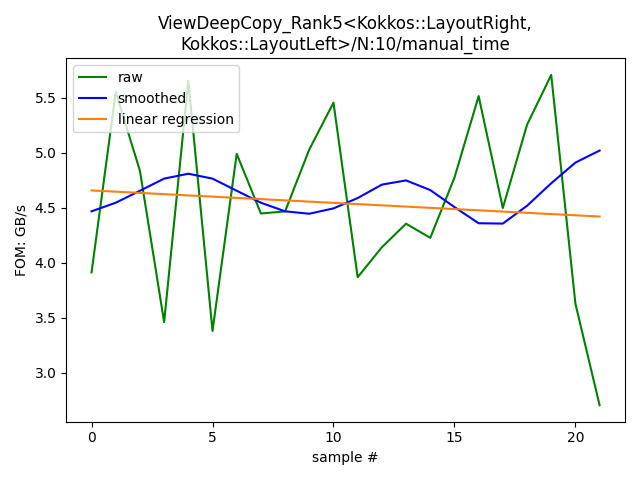 ViewDeepCopy_Rank5<Kokkos::LayoutRight,
Kokkos::LayoutLeft>/N:10/manual_time
raw
smoothed
linear regression
FOM: GB/s
5.5
5.0
4.5
4.0
3.5
3.0
0
5
10
15
20
sample #